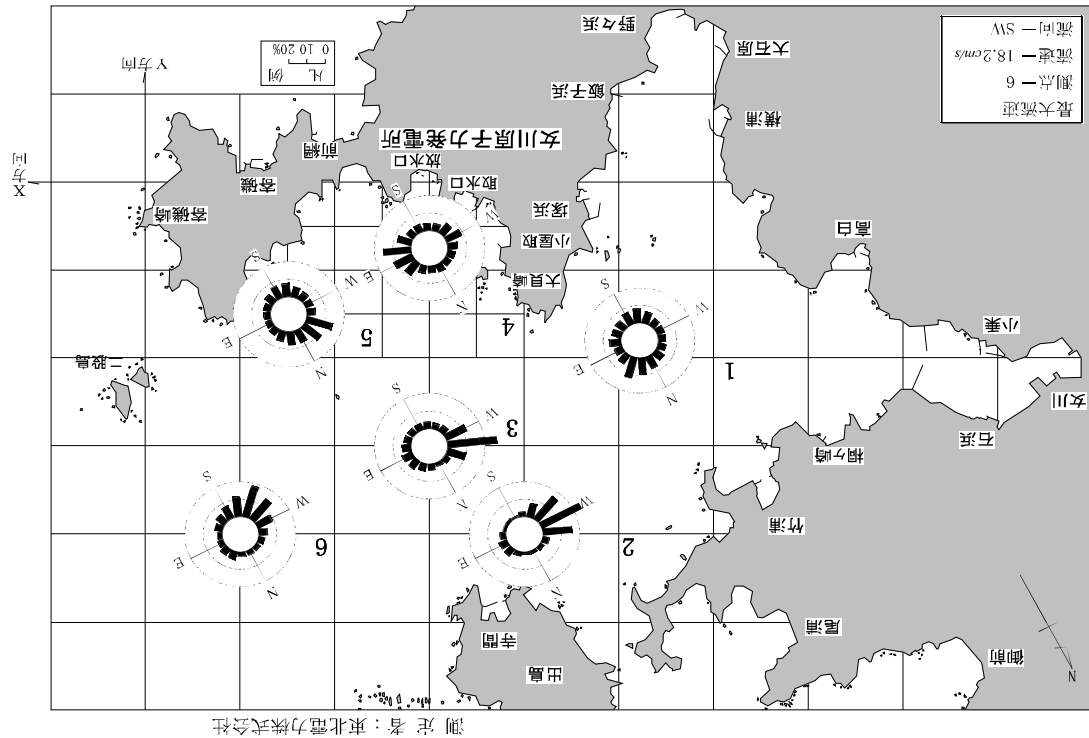 測 定 者 : 東北電力株式会社
N
御前
出島
寺間
尾浦
N
N
2
W
E
S
6
N
W
E
S
竹浦
桐ヶ崎
石浜
女川
3
N
W
E
S
1
N
W
E
S
二股島
5
N
W
E
S
4
N
W
E
S
小乗
大貝崎
小屋取
塚浜
高白
寄磯崎
寄磯
取水口
放水口
X方向
前網
女川原子力発電所
横浦
飯子浜
Y方向
大石原
野々浜
凡 例
0 10 20%
最大流速
測点 ― 6
流速 ― 18.2cm/s
流向 ― SW